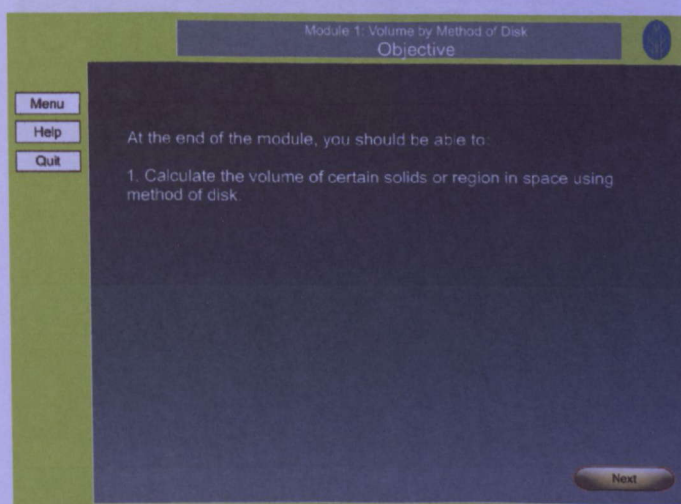 Module 1: Volume by Method of Disk
Objective
Menu
Help
Quit
At the end of the module, you should be able to:
1. Calculate the volume of certain solids or region in space using
method of disk.
Next